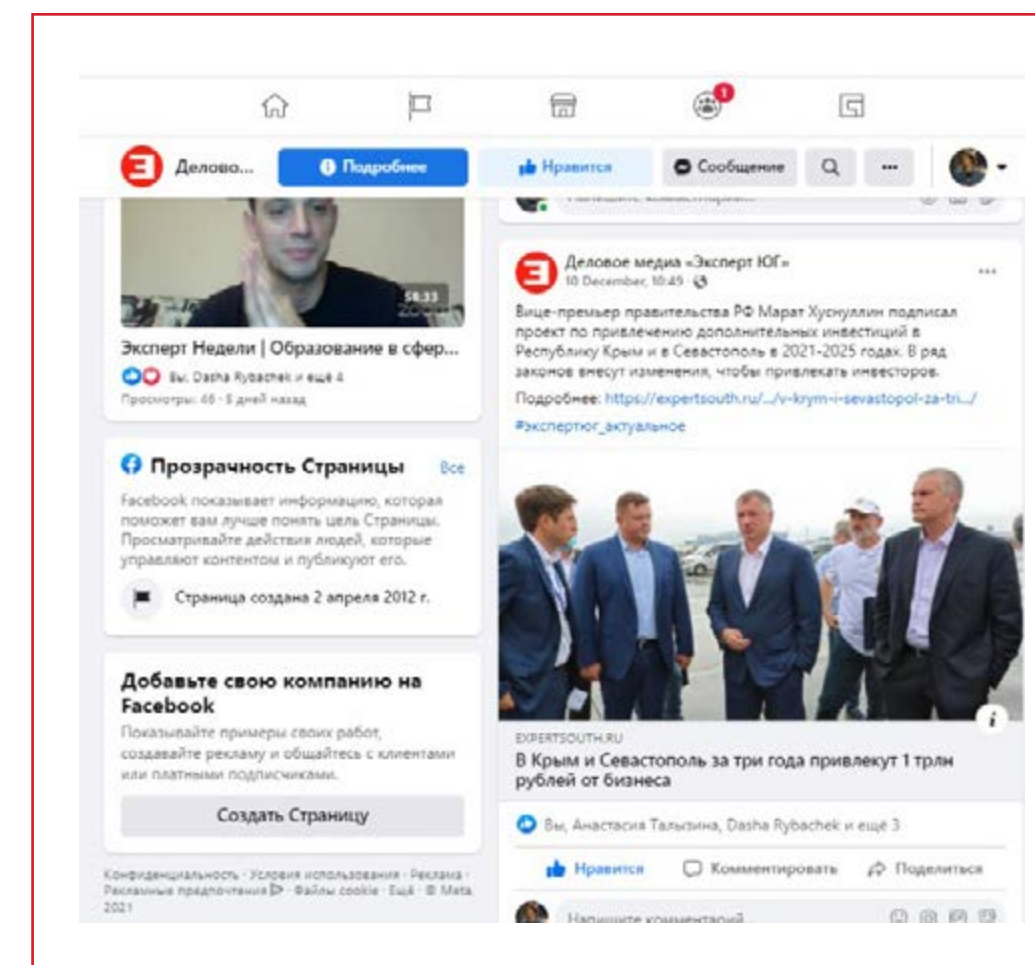 1
Делово...
Подробнее
Нравится
Сообщение
58:33
ZOOM
Эксперт Недели | Образование в сфер...
Вы, Dasha Rybachek и ещё 4
Просмотры: 46 · 5 дней назад
Прозрачность Страницы
Все
Facebook показывает информацию, которая
поможет вам лучше понять цель Страницы.
Просматривайте действия людей, которые
управляют контентом и публикуют его.
Страница создана 2 апреля 2012 г.
Добавьте свою компанию на
Facebook
Показывайте примеры своих работ,
создавайте рекламу и общайтесь с клиентами
или платными подписчиками.
Создать Страницу
Конфиденциальность · Условия использования · Реклама ·
Рекламные предпочтения · Файлы cookie · Ещё · © Meta
2021
Напишите комментарий...
Деловое медиа «Эксперт ЮГ»
10 December, 10:45
Вице-премьер правительства РФ Марат Хуснуллин подписал
проект по привлечению дополнительных инвестиций в
Республику Крым и в Севастополь в 2021-2025 годах. В ряд
законов внесут изменения, чтобы привлекать инвесторов.
Подробнее: https://expertsouth.ru/.../v-krym-i-sevastopol-za-tri.../
#экспертюг_актуальное
EXPERTSOUTH.RU
В Крым и Севастополь за три года привлекут 1 трлн
рублей от бизнеса
Вы, Анастасия Талызина, Dasha Rybachek и ещё 3
Нравится
Комментировать
Поделиться
Напишите комментарий